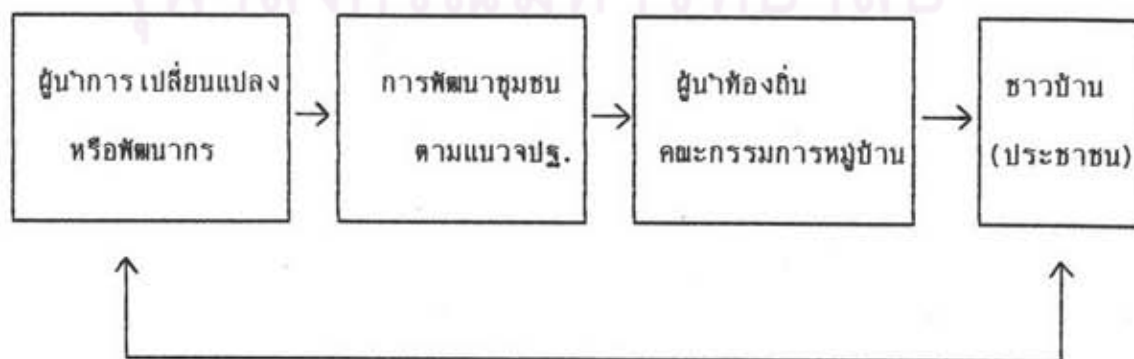 ผู้นำการเปลี่ยนแปลง
หรือพัฒนากร
การพัฒนาชุมชน
ตามแนวจปฐ.
ผู้นำท้องถิ่น
คณะกรรมการหมู่บ้าน
ชาวบ้าน
(ประชาชน)